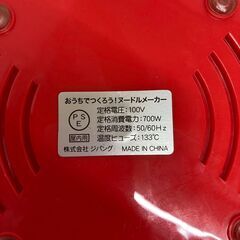 おうちでつくろう!ヌードルメーカー
定格電圧:100V
定格消費電力:700W
定格周波数:50/60Hz
温度ヒューズ:133℃
PSE
屋内用
株式会社 ジパング MADE IN CHINA